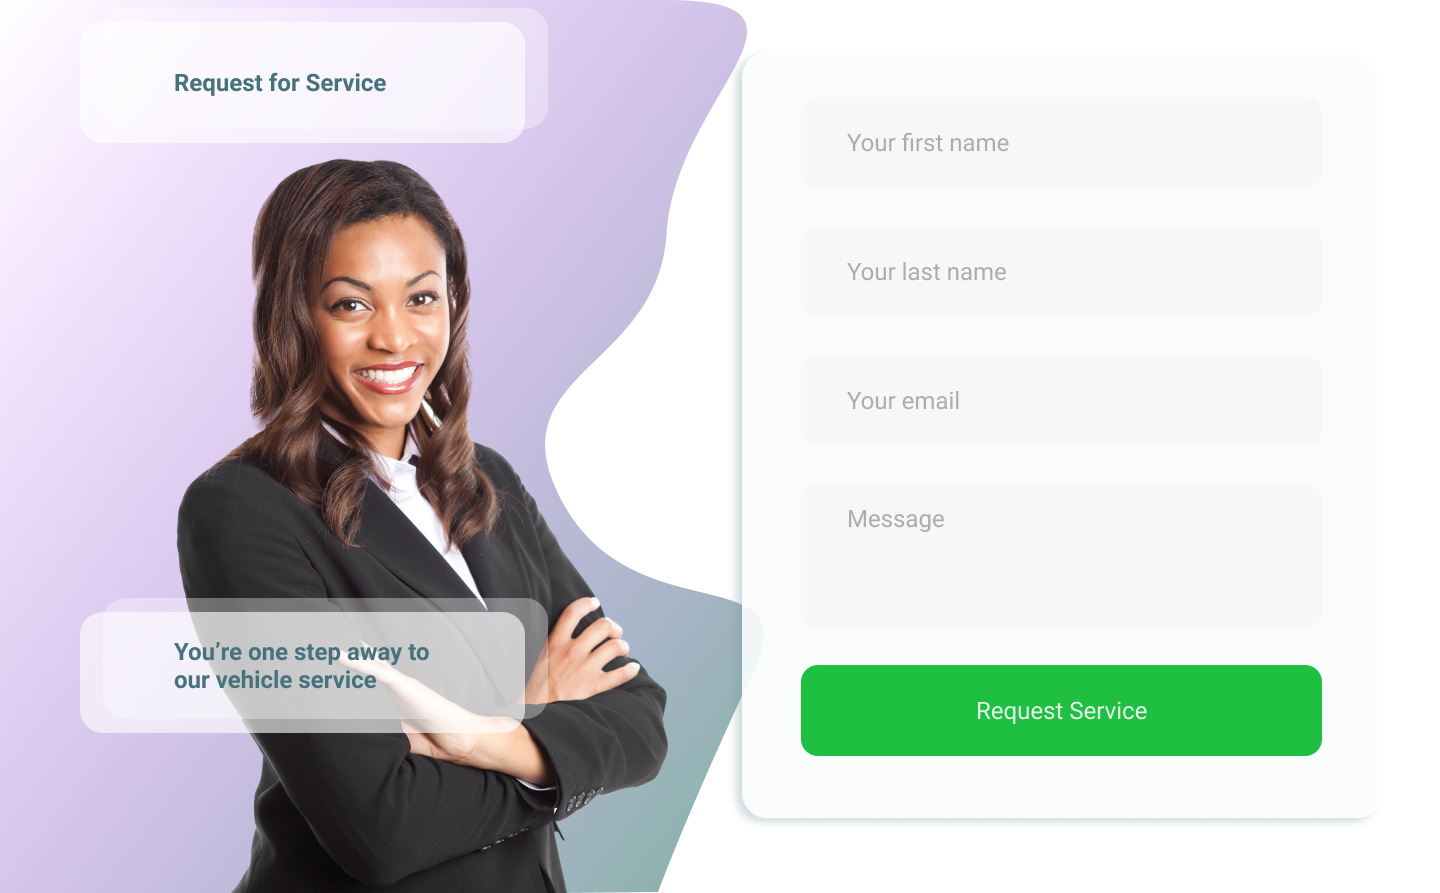 Request for Service
You’re one step away to
our vehicle service
Your first name
Your last name
Your email
Message
Request Service